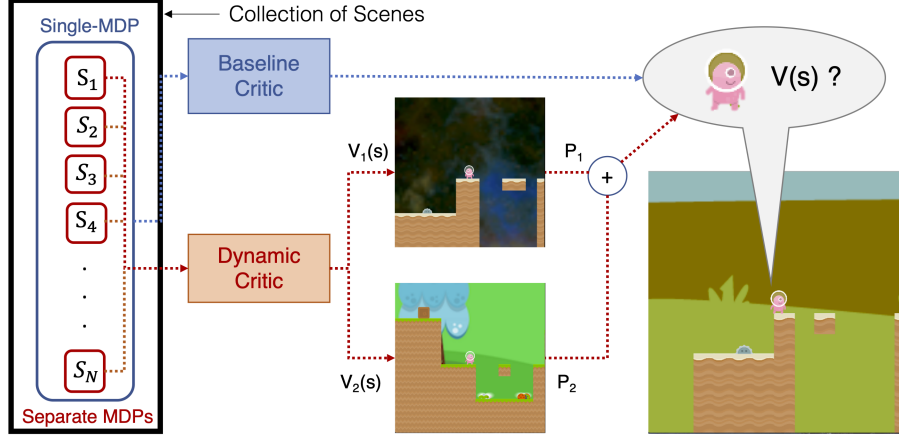 Collection of Scenes
Single-MDP
S1
S2
S3
S4
.
.
.
SN
Separate MDPs
Baseline
Critic
Dynamic
Critic
V1(s)
P1
V2(s)
P2
+
V(s) ?